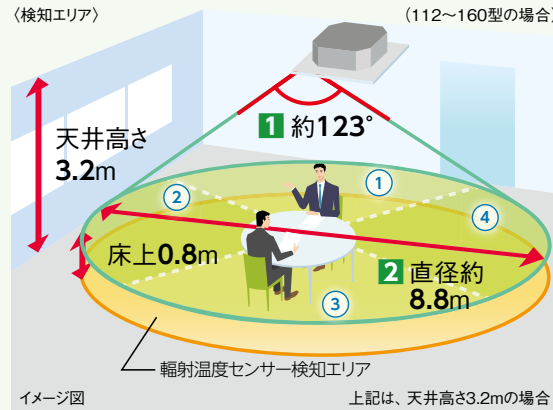 〈検知エリア〉
(112〜160型の場合)
天井高さ
3.2m
1 約123°
①
②
④
床上0.8m
2 直径約
8.8m
③
輻射温度センサー検知エリア
イメージ図
上記は、天井高さ3.2mの場合